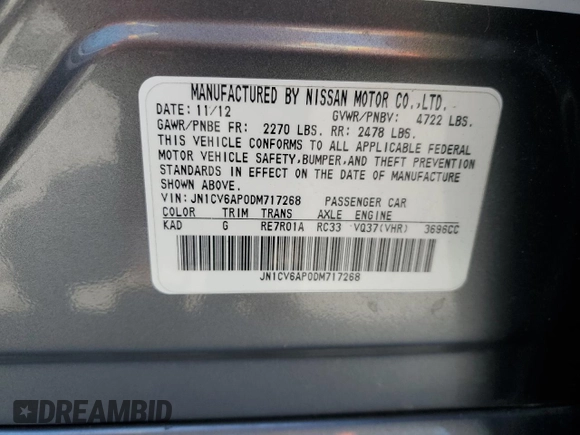 MANUFACTURED BY NISSAN MOTOR CO.,LTD.
DATE: 11/12 GVWR/PNBV: 4722 LBS.
GAWR/PNBE FR: 2270 LBS. RR: 2478 LBS.
THIS VEHICLE CONFORMS TO ALL APPLICABLE FEDERAL
MOTOR VEHICLE SAFETY,BUMPER,AND THEFT PREVENTION
STANDARDS IN EFFECT ON THE DATE OF MANUFACTURE
SHOWN ABOVE.
VIN: JN1CV6AP0DM717268 PASSENGER CAR
COLOR TRIM TRANS AXLE ENGINE
KAD G RE7R01A RC33 VQ37(VHR) 3696CC
JN1CV6AP0DM717268
DREAMBID